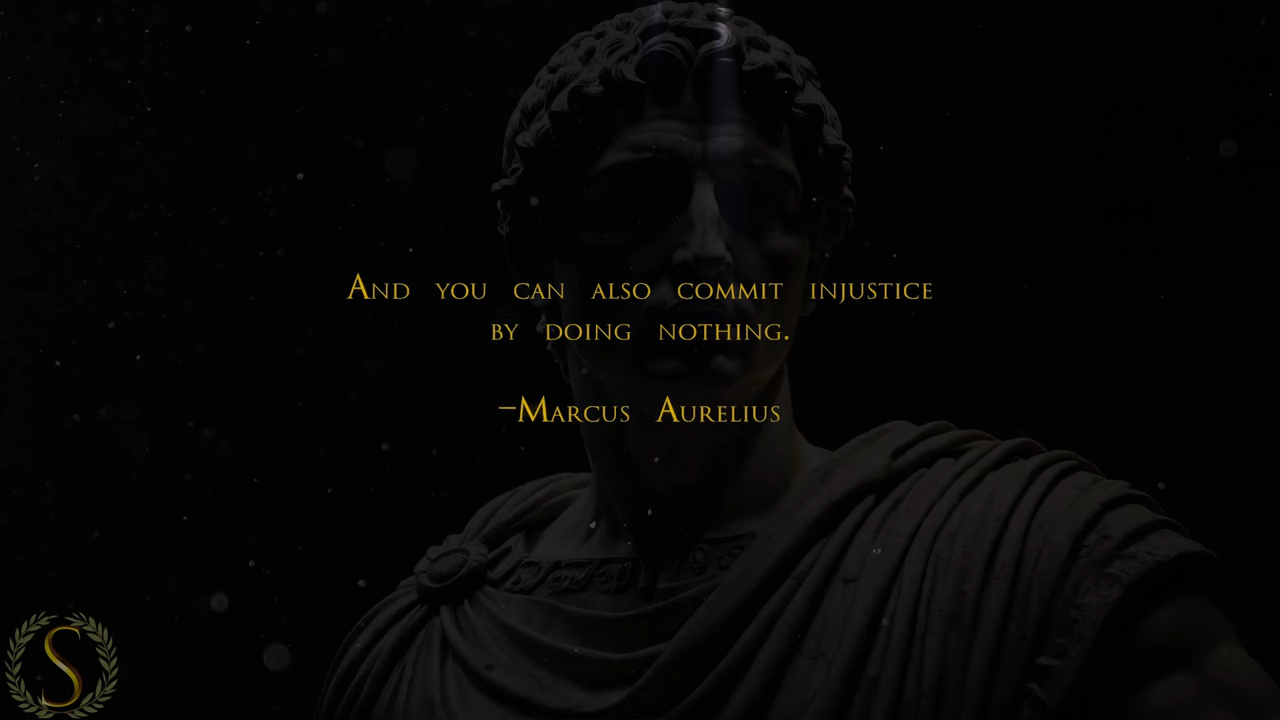 And you can also commit injustice
by doing nothing.
–Marcus Aurelius
S